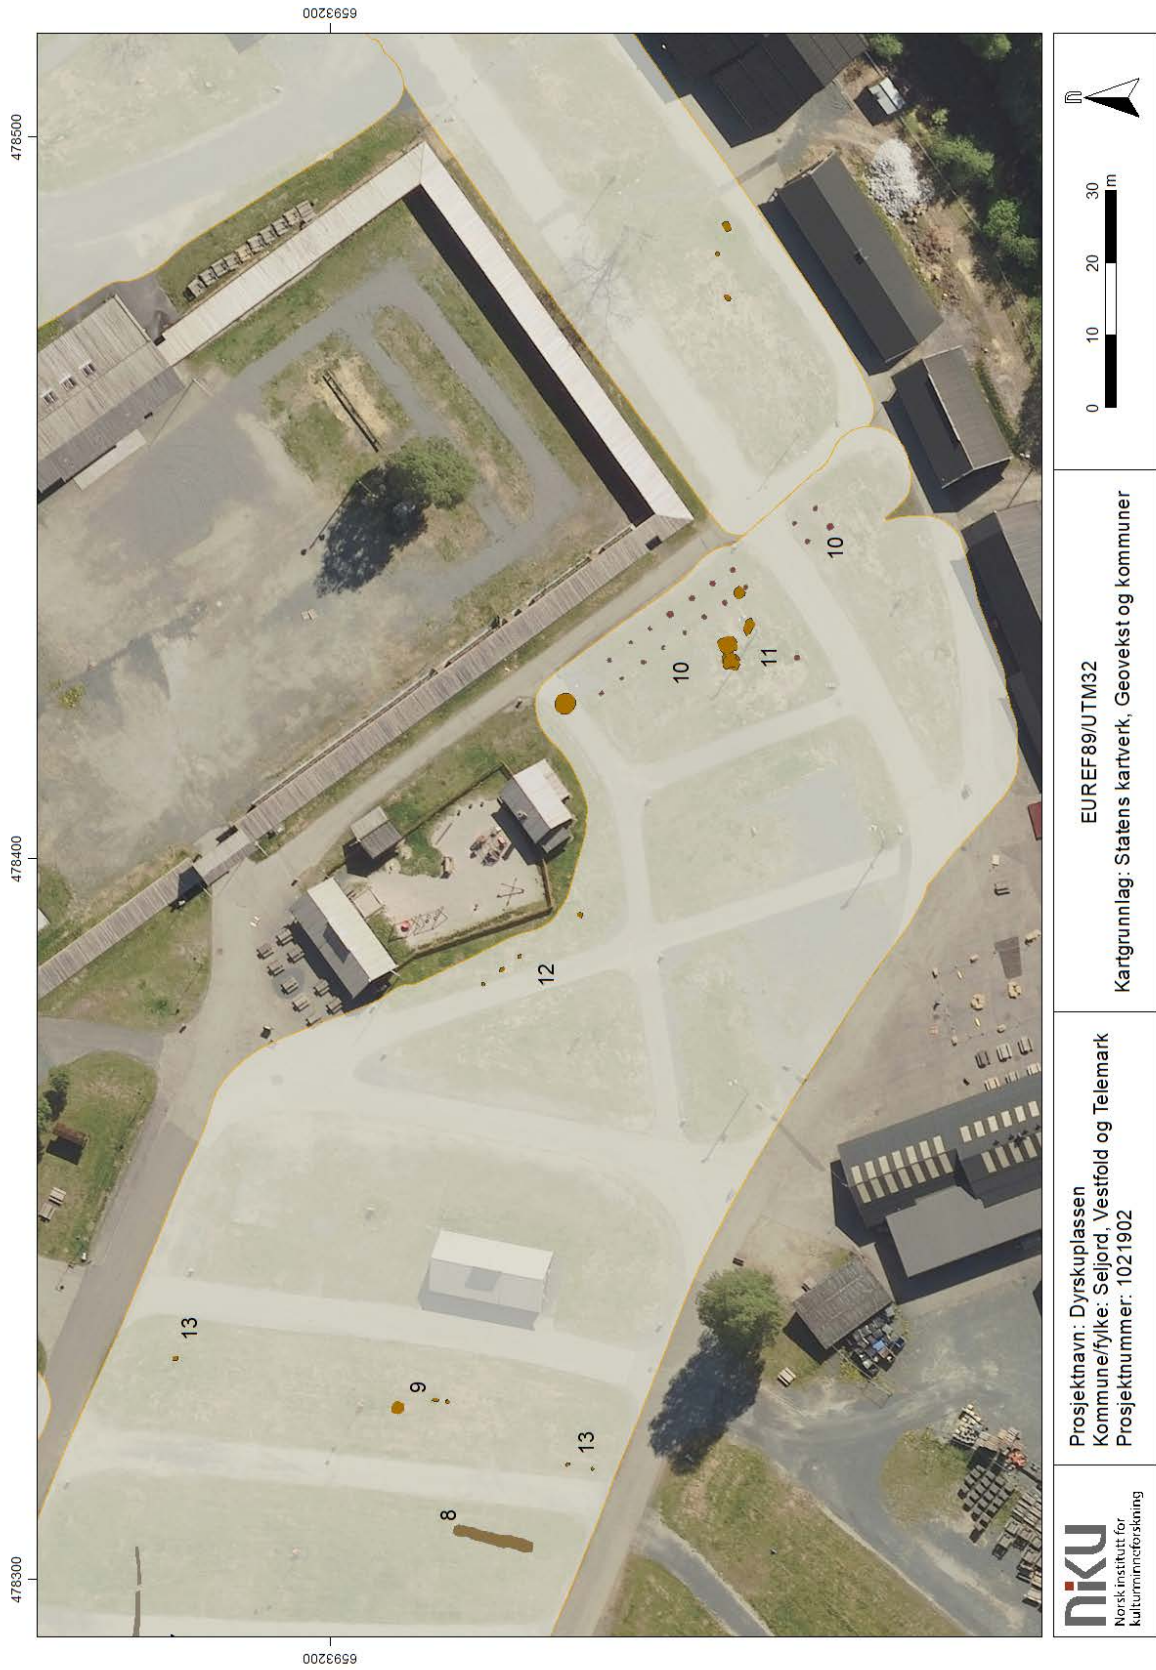 478300
478400
478500
6593200
6593200
13
9
13
8
12
10
11
10
niku
Norsk institutt for
kulturminneforskning
Prosjektnavn: Dyrskuplassen
Kommune/fylke: Seljord, Vestfold og Telemark
Prosjektnummer: 1021902
EUREF89/UTM32
Kartgrunnlag: Statens kartverk, Geovekst og kommuner
0 10 20 30
m
n